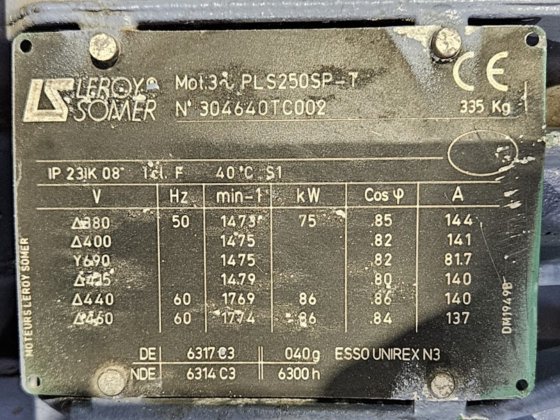 LEROY SOMER
Mot.3~ PLS250SP-T
N° 304640TC002
CE
335 Kg
IP 23 IK 08 I cl. F 40°C S1
V Hz min-1 kW Cos φ A
Δ380 50 1473 75 .85 144
Δ400 1475 .82 141
Y690 1475 .82 81.7
Δ415 1479 .80 140
Δ440 60 1769 86 .86 140
Δ460 60 1774 86 .84 137
DE 6317 C3 040g ESSO UNIREX N3
NDE 6314 C3 6300h
MOTEURS LEROY SOMER